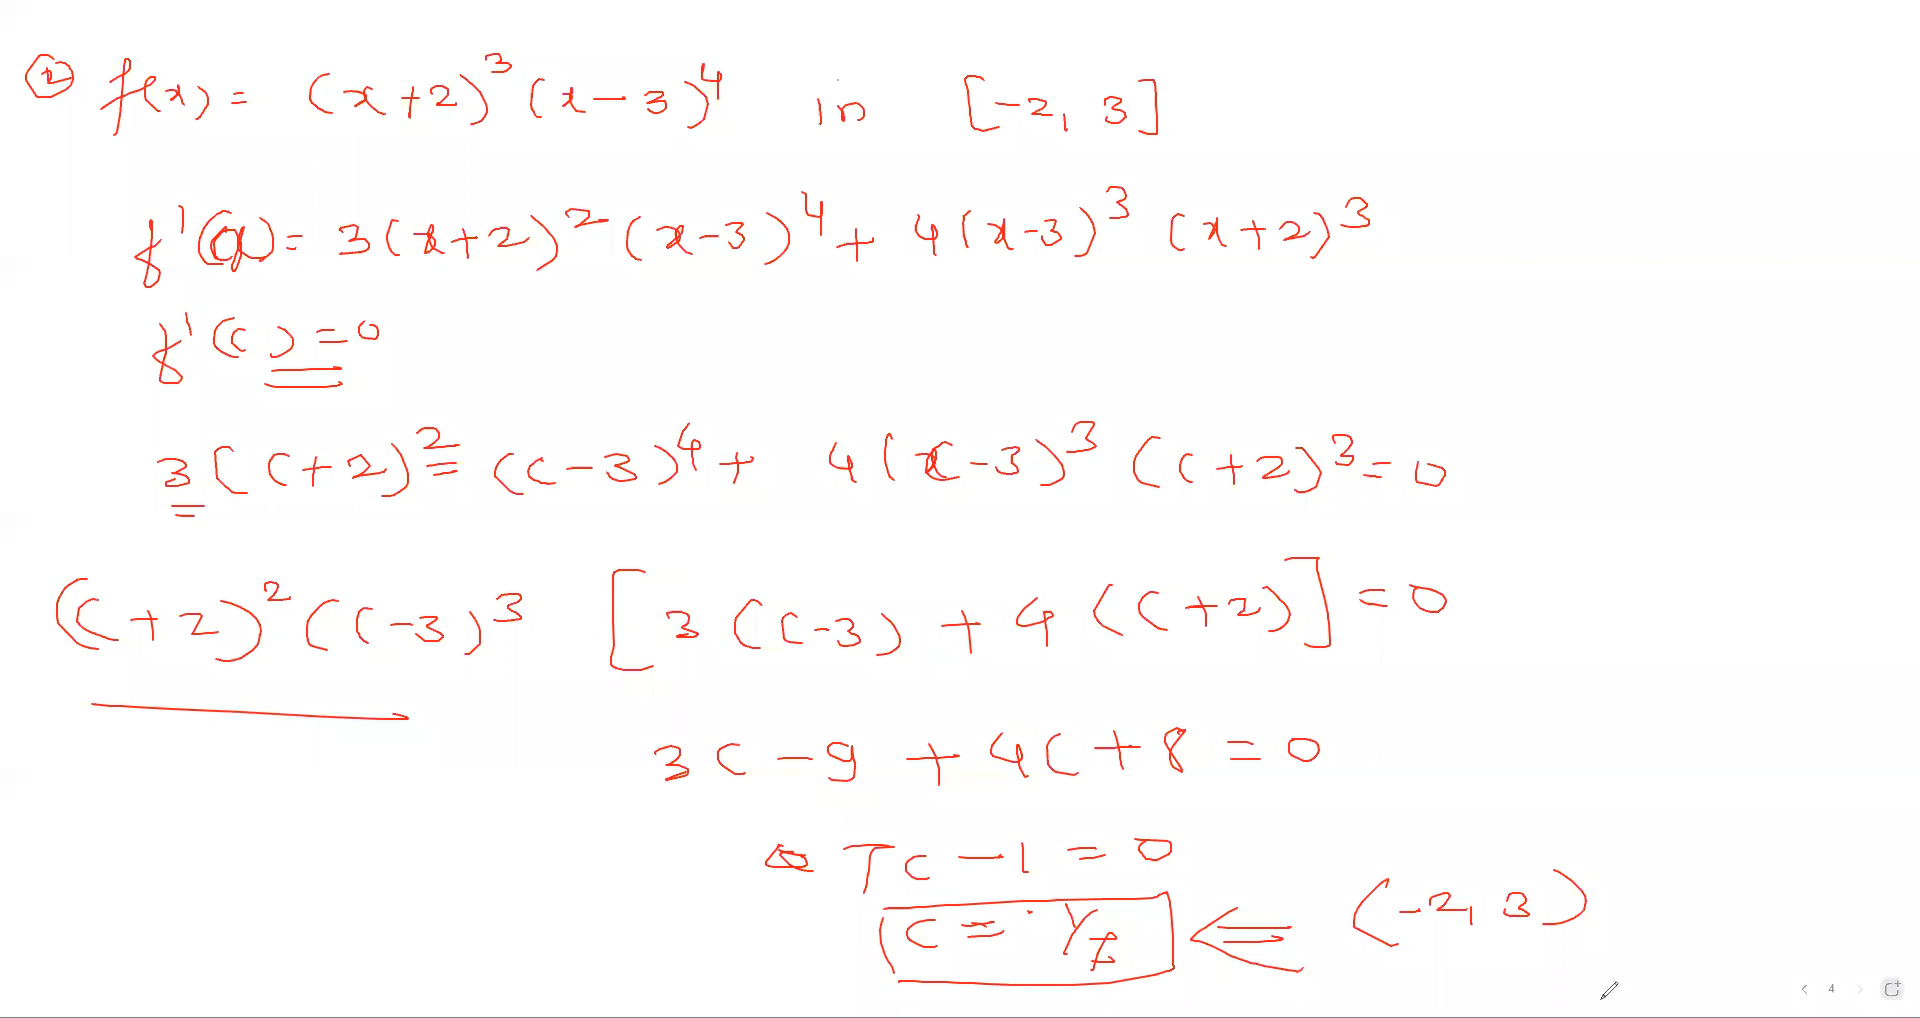 ② f(x) = (x+2)³ (x-3)⁴ in [-2, 3]
f'(x) = 3(x+2)² (x-3)⁴ + 4(x-3)³ (x+2)³
f'(c) = 0
3(c+2)² (c-3)⁴ + 4(c-3)³ (c+2)³ = 0
(c+2)² (c-3)³ [3(c-3) + 4(c+2)] = 0
3c - 9 + 4c + 8 = 0
7c - 1 = 0
c = 1/7 ⇐ (-2, 3)
4